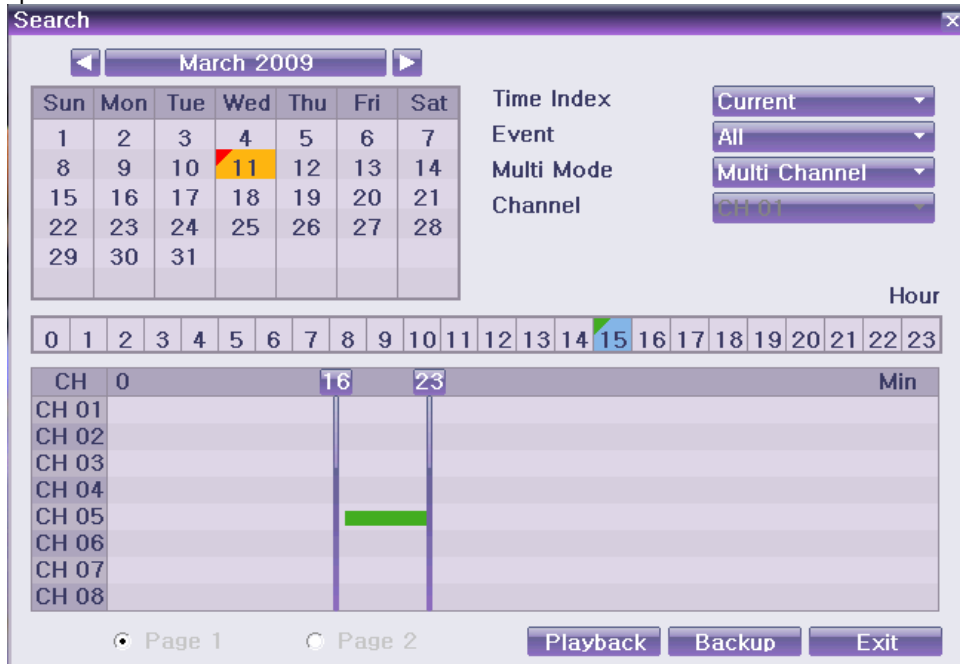 Search
March 2009
Sun Mon Tue Wed Thu Fri Sat
1 2 3 4 5 6 7
8 9 10 11 12 13 14
15 16 17 18 19 20 21
22 23 24 25 26 27 28
29 30 31
Time Index Current
Event All
Multi Mode Multi Channel
Channel CH 01
Hour
0 1 2 3 4 5 6 7 8 9 10 11 12 13 14 15 16 17 18 19 20 21 22 23
CH 0 16 23 Min
CH 01
CH 02
CH 03
CH 04
CH 05
CH 06
CH 07
CH 08
Page 1 Page 2 Playback Backup Exit